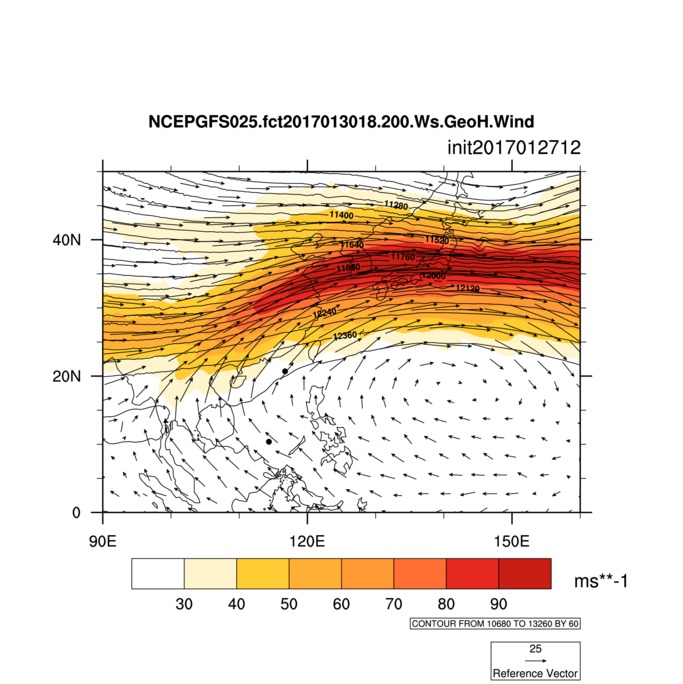 NCEPGFS025.fct2017013018.200.Ws.GeoH.Wind
init2017012712
11280
11400
40N
11520
11640
11760
11880
12000
12120
12240
12360
20N
0
90E 120E 150E
ms**-1
30 40 50 60 70 80 90
CONTOUR FROM 10680 TO 13260 BY 60
25
Reference Vector